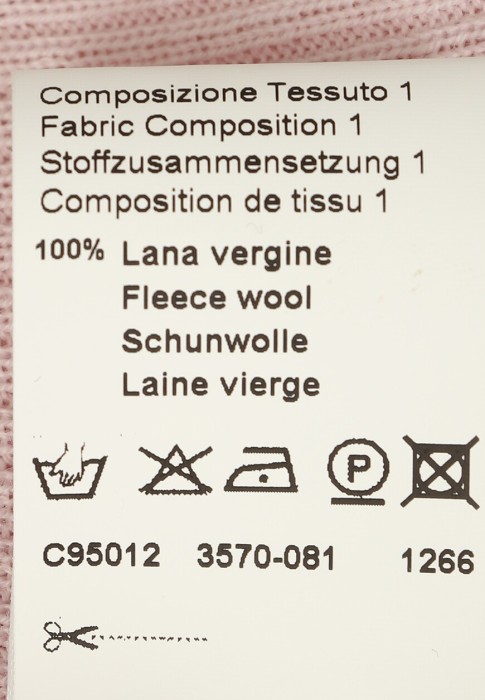 Composizione Tessuto 1
Fabric Composition 1
Stoffzusammensetzung 1
Composition de tissu 1
100% Lana vergine
Fleece wool
Schunwolle
Laine vierge
P
C95012 3570-081 1266